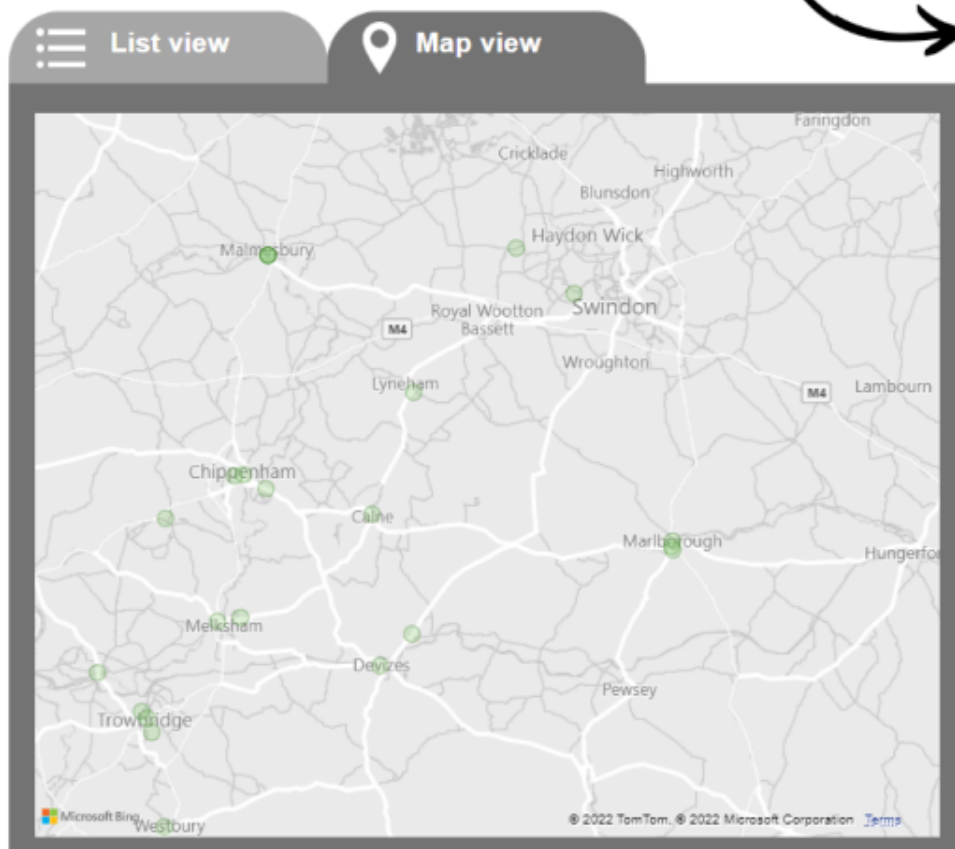 List view
Map view
Faringdon
Cricklade
Highworth
Blunsdon
Haydon Wick
Malmesbury
Swindon
Royal Wootton
Bassett
M4
Wroughton
Lyneham
M4
Lambourn
Chippenham
Calne
Marlborough
Hungerfor
Melksham
Devizes
Pewsey
Trowbridge
Microsoft Bing
Westbury
© 2022 TomTom, © 2022 Microsoft Corporation Terms